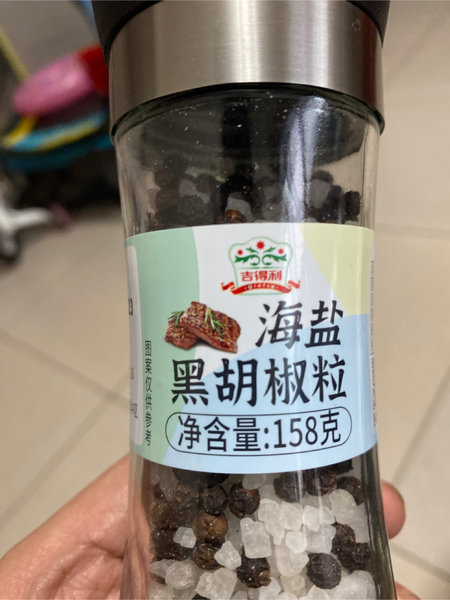 吉得利
海盐
黑胡椒粒
净含量:158克
图案仅供参考